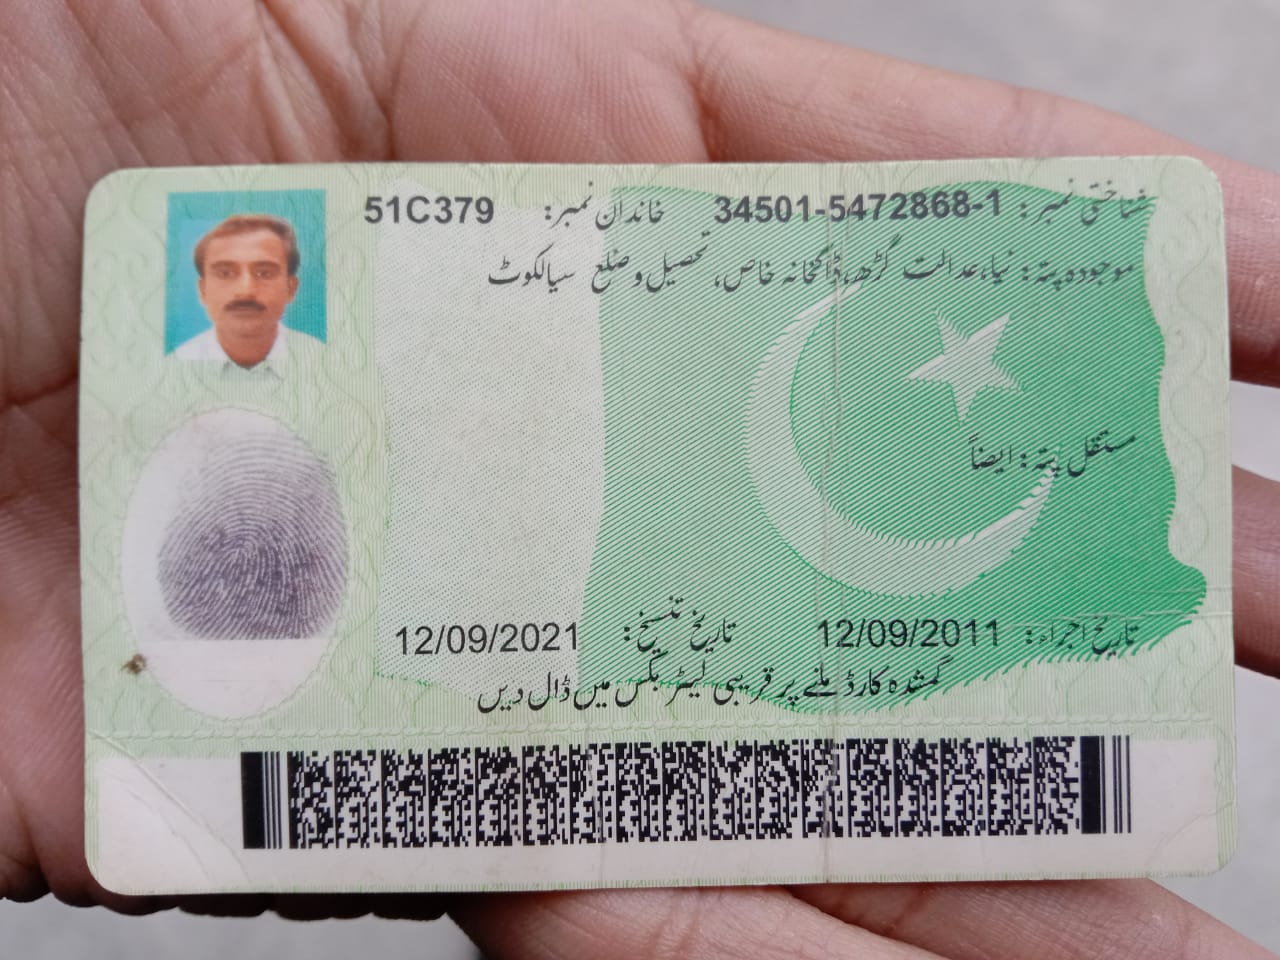 شناختی نمبر: 34501-5472868-1 خاندان نمبر: 51C379
موجودہ پتہ: نیا، عدالت گڑھ، ڈاکخانہ خاص، تحصیل و ضلع سیالکوٹ
مستقل پتہ: ایضاً
تاریخ اجراء: 12/09/2011 تاریخ تنسیخ: 12/09/2021
گمشدہ کارڈ ملنے پر قریبی لیٹر بکس میں ڈال دیں